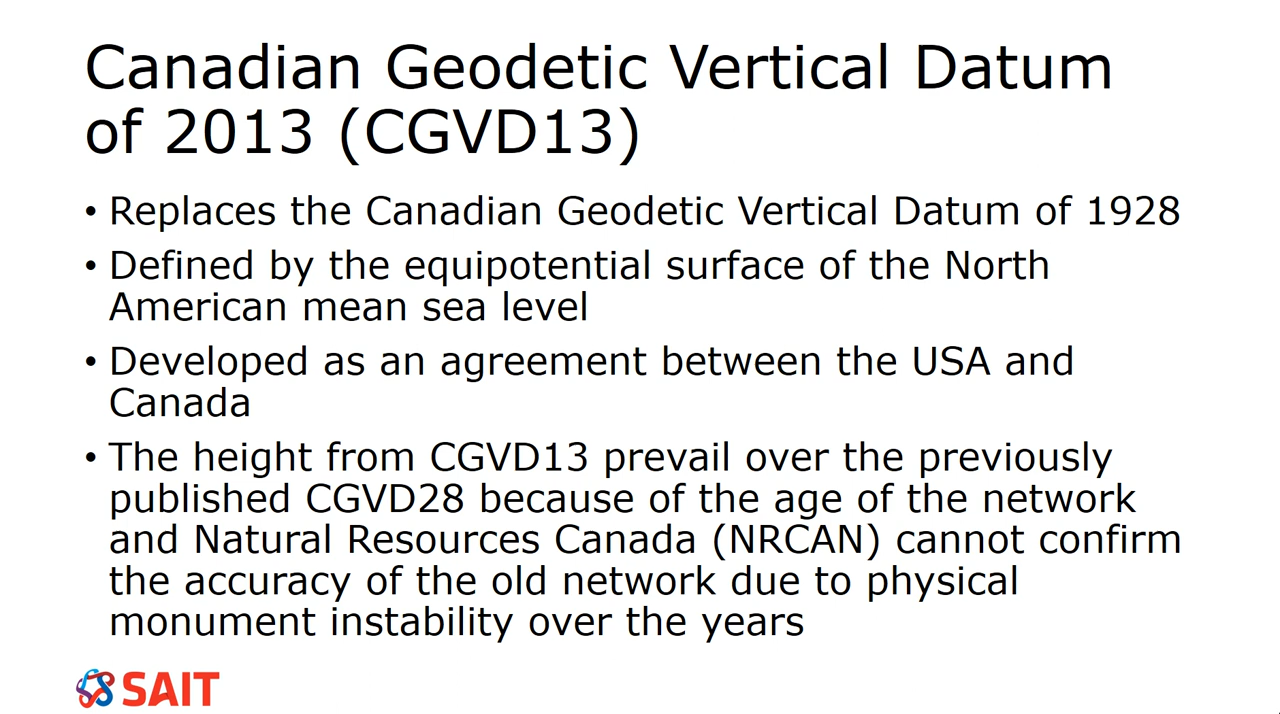 Canadian Geodetic Vertical Datum
of 2013 (CGVD13)
• Replaces the Canadian Geodetic Vertical Datum of 1928
• Defined by the equipotential surface of the North
American mean sea level
• Developed as an agreement between the USA and
Canada
• The height from CGVD13 prevail over the previously
published CGVD28 because of the age of the network
and Natural Resources Canada (NRCAN) cannot confirm
the accuracy of the old network due to physical
monument instability over the years
SAIT